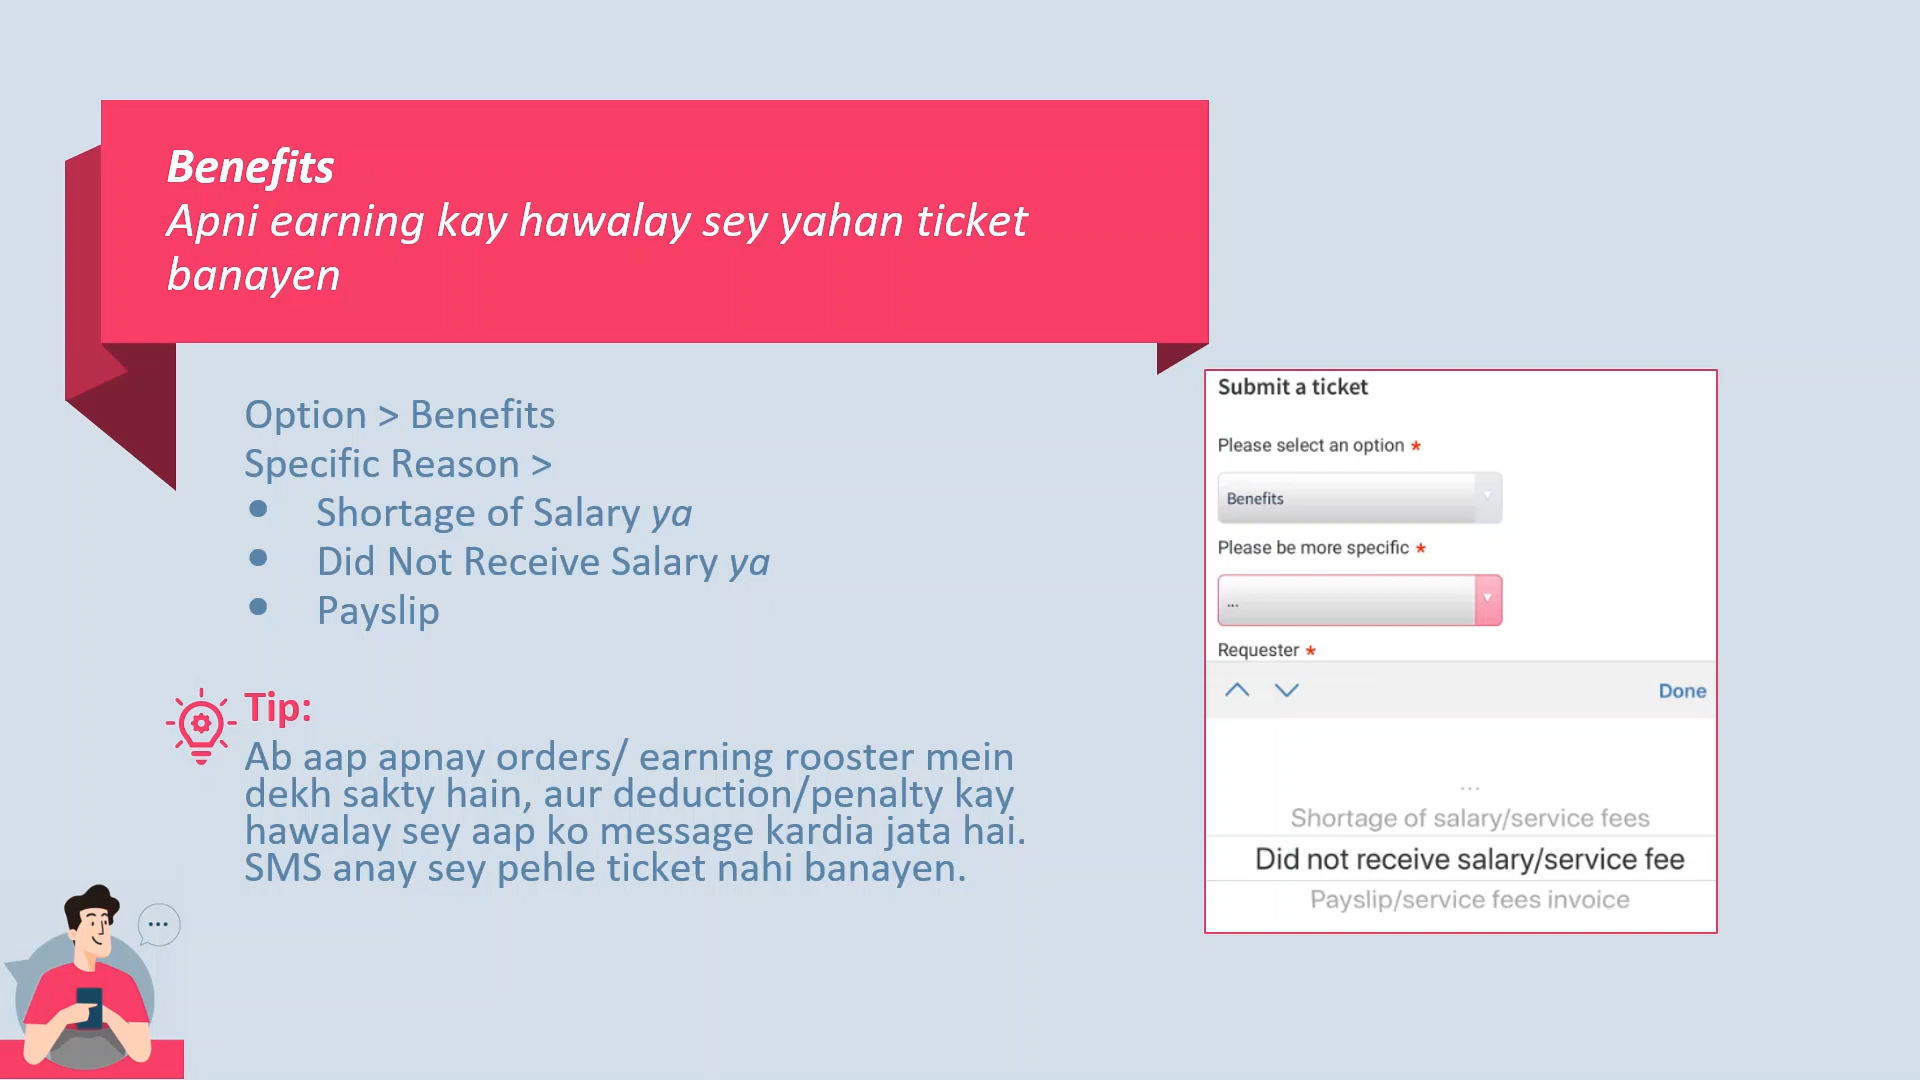 Benefits
Apni earning kay hawalay sey yahan ticket
banayen
Option > Benefits
Specific Reason >
• Shortage of Salary ya
• Did Not Receive Salary ya
• Payslip
Tip:
Ab aap apnay orders/ earning rooster mein
dekh sakty hain, aur deduction/penalty kay
hawalay sey aap ko message kardia jata hai.
SMS anay sey pehle ticket nahi banayen.
Submit a ticket
Please select an option *
Benefits
Please be more specific *
...
Requester *
Done
...
Shortage of salary/service fees
Did not receive salary/service fee
Payslip/service fees invoice